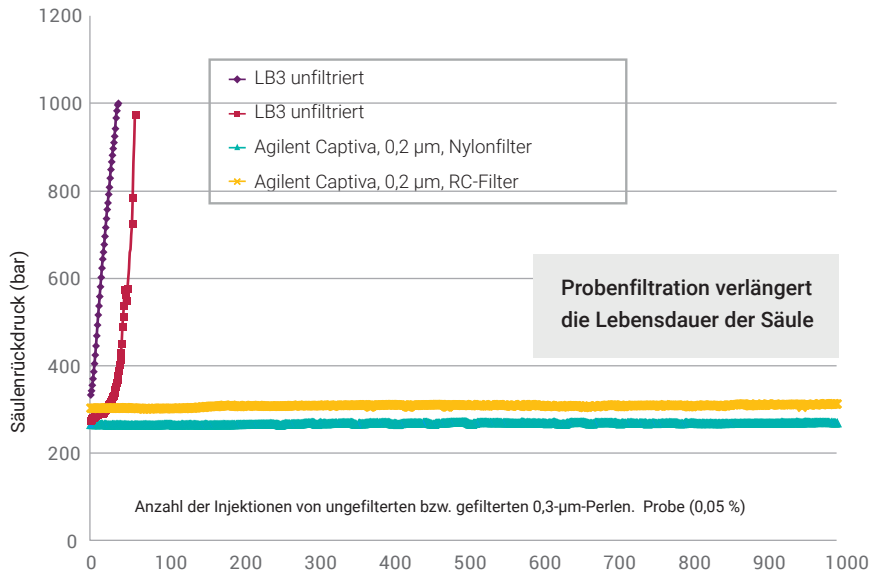 1200
1000
800
600
400
200
0
Säulenrückdruck (bar)
LB3 unfiltriert
LB3 unfiltriert
Agilent Captiva, 0,2 µm, Nylonfilter
Agilent Captiva, 0,2 µm, RC-Filter
Probenfiltration verlängert
die Lebensdauer der Säule
Anzahl der Injektionen von ungefilterten bzw. gefilterten 0,3-µm-Perlen. Probe (0,05 %)
0 100 200 300 400 500 600 700 800 900 1000